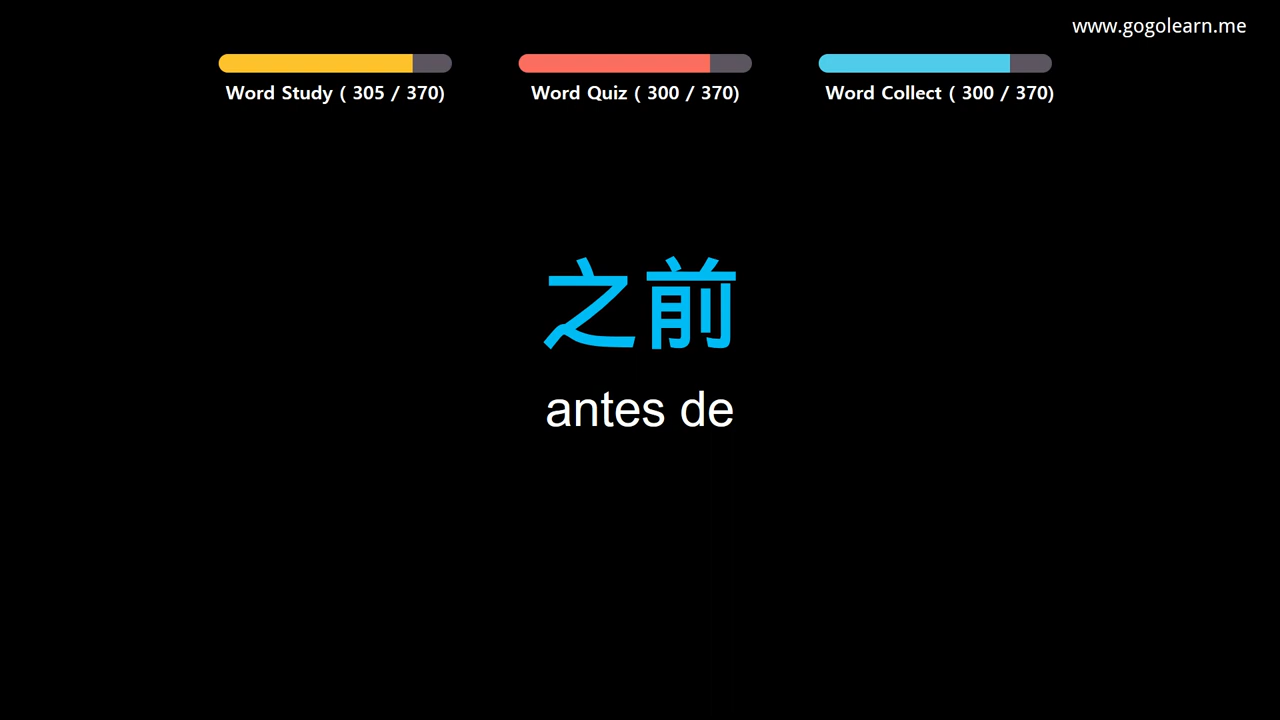 www.gogolearn.me
Word Study ( 305 / 370)
Word Quiz ( 300 / 370)
Word Collect ( 300 / 370)
之前
antes de